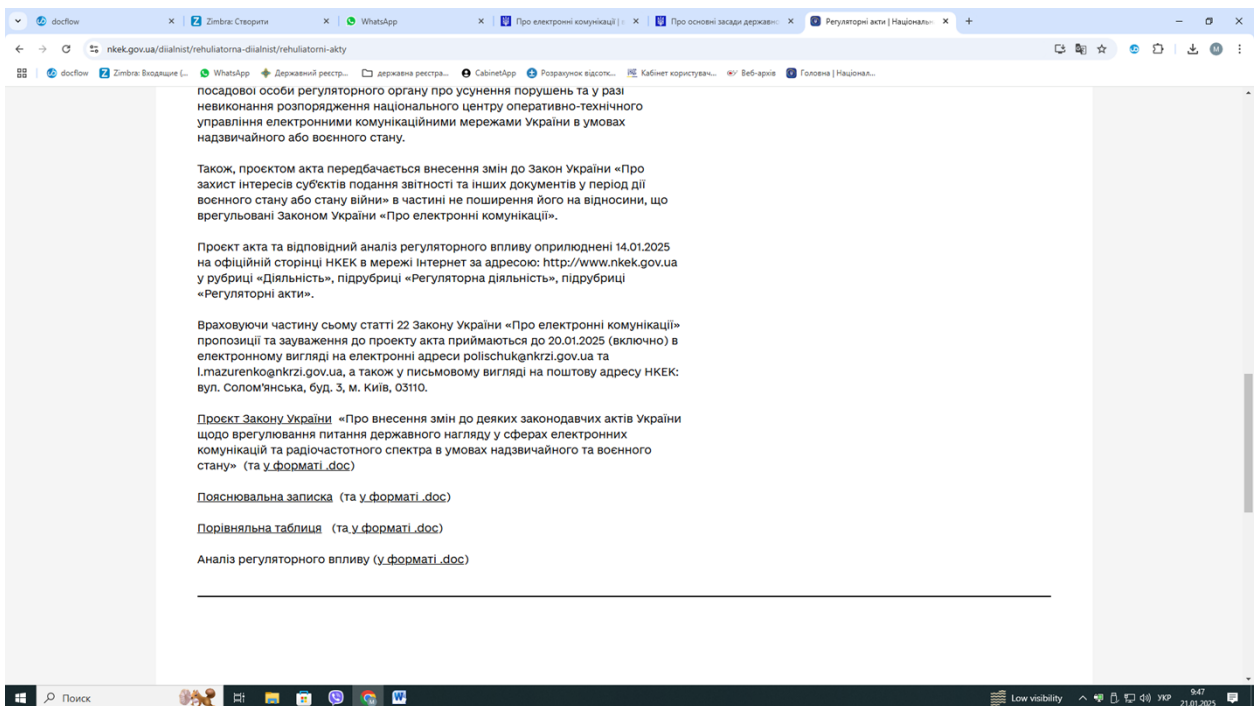 docflow
Zimbra: Створити
WhatsApp
Про електронні комунікації |
Про основні засади державно
Регуляторні акти | Національн
nkek.gov.ua/diialnist/rehuliatorna-diialnist/rehuliatorni-akty
docflow
Zimbra: Входящие (...
WhatsApp
Державний реєстр...
державна реєстра...
CabinetApp
Розрахунок відсотк...
Кабінет користувач...
Веб-архів
Головна | Націонал...
посадової особи регуляторного органу про усунення порушень та у разі
невиконання розпорядження національного центру оперативно-технічного
управління електронними комунікаційними мережами України в умовах
надзвичайного або воєнного стану.
Також, проєктом акта передбачається внесення змін до Закон України «Про
захист інтересів суб'єктів подання звітності та інших документів у період дії
воєнного стану або стану війни» в частині не поширення його на відносини, що
врегульовані Законом України «Про електронні комунікації».
Проєкт акта та відповідний аналіз регуляторного впливу оприлюднені 14.01.2025
на офіційній сторінці НКЕК в мережі Інтернет за адресою: http://www.nkek.gov.ua
у рубриці «Діяльність», підрубриці «Регуляторна діяльність», підрубриці
«Регуляторні акти».
Враховуючи частину сьому статті 22 Закону України «Про електронні комунікації»
пропозиції та зауваження до проекту акта приймаються до 20.01.2025 (включно) в
електронному вигляді на електронні адреси polischuk@nkrzi.gov.ua та
l.mazurenko@nkrzi.gov.ua, а також у письмовому вигляді на поштову адресу НКЕК:
вул. Солом'янська, буд. 3, м. Київ, 03110.
Проєкт Закону України «Про внесення змін до деяких законодавчих актів України
щодо врегулювання питання державного нагляду у сферах електронних
комунікацій та радіочастотного спектра в умовах надзвичайного та воєнного
стану» (та у форматі .doc)
Пояснювальна записка (та у форматі .doc)
Порівняльна таблиця (та у форматі .doc)
Аналіз регуляторного впливу (у форматі .doc)
Поиск
Low visibility
УКР
9:47
21.01.2025